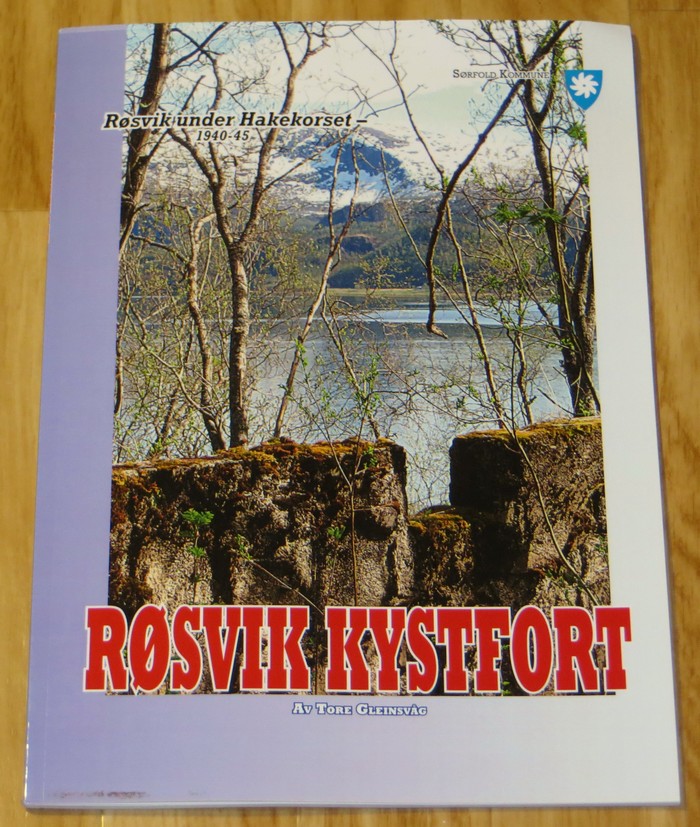 SØRFOLD KOMMUNE
Røsvik under Hakekorset –
1940-45
RØSVIK KYSTFORT
AV TORE GLEINSVÅG